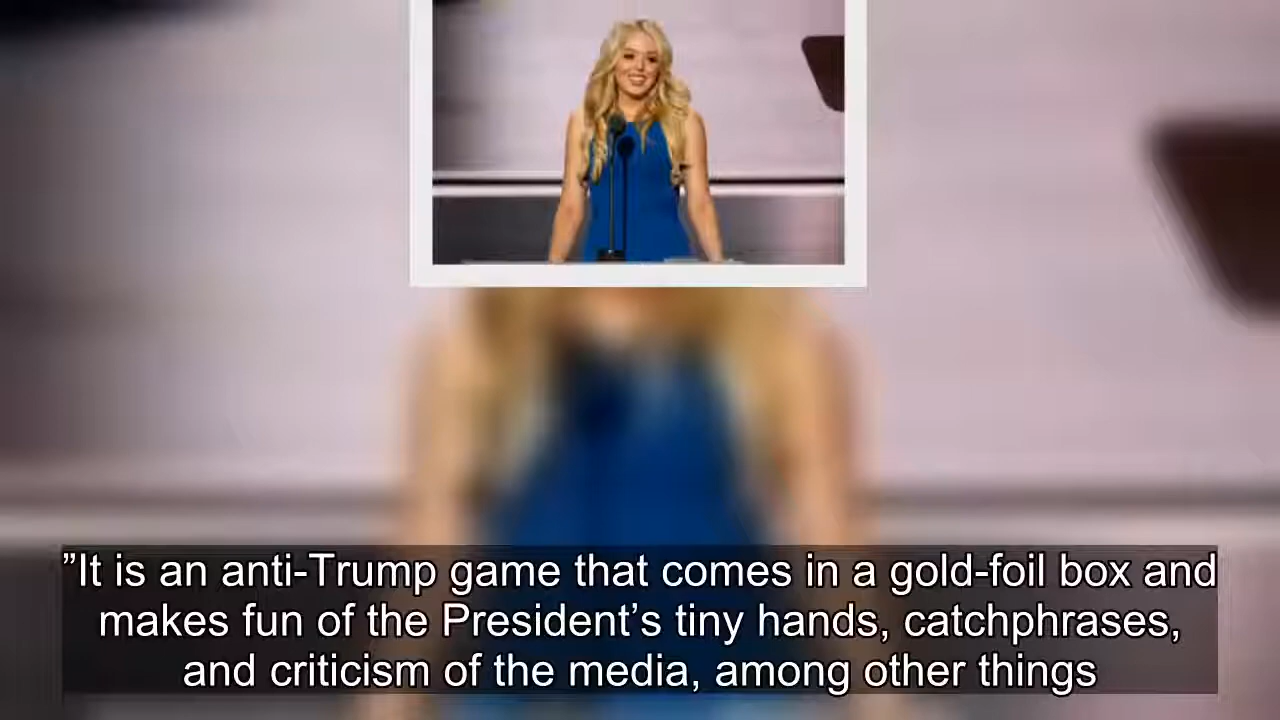 ”It is an anti-Trump game that comes in a gold-foil box and
makes fun of the President’s tiny hands, catchphrases,
and criticism of the media, among other things